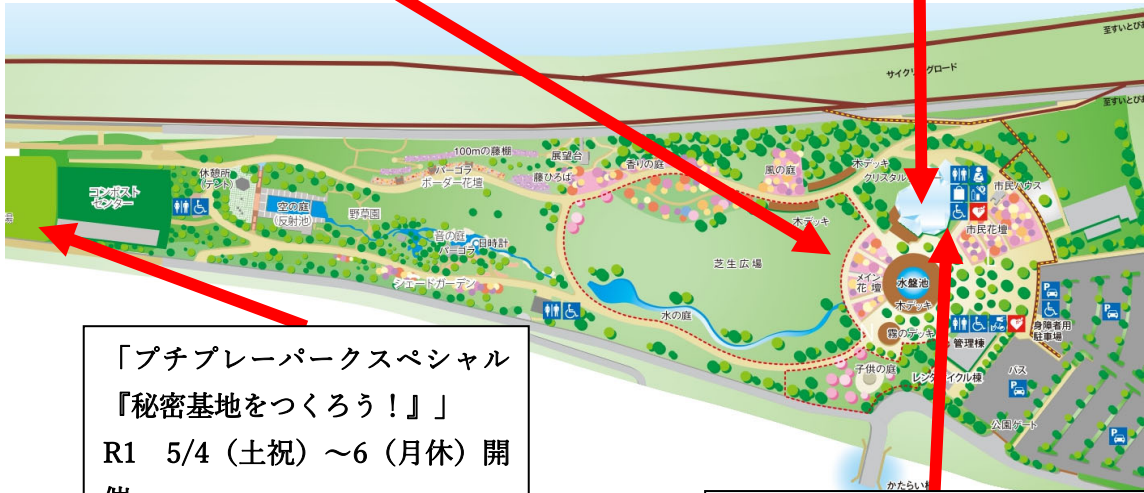 至すいとぴあ
サイクリングロード
至すいとぴあ
100mの藤棚
展望台
パーゴラ
ボーダー花壇
藤ひろば
香りの庭
風の庭
木デッキ
クリスタル
市民ハウス
休憩所
(テント)
コンポスト
センター
空の庭
(反射池)
野草園
音の庭
パーゴラ
日時計
木デッキ
市民花壇
芝生広場
メイン
花壇
水盤池
木デッキ
シェードガーデン
水の庭
霧のデッキ
管理棟
身障者用
駐車場
子供の庭
レンタサイクル棟
バス
公園ゲート
かたらい
「プチプレーパークスペシャル
『秘密基地をつくろう!』」
R1 5/4(土祝)~6(月休)開
催